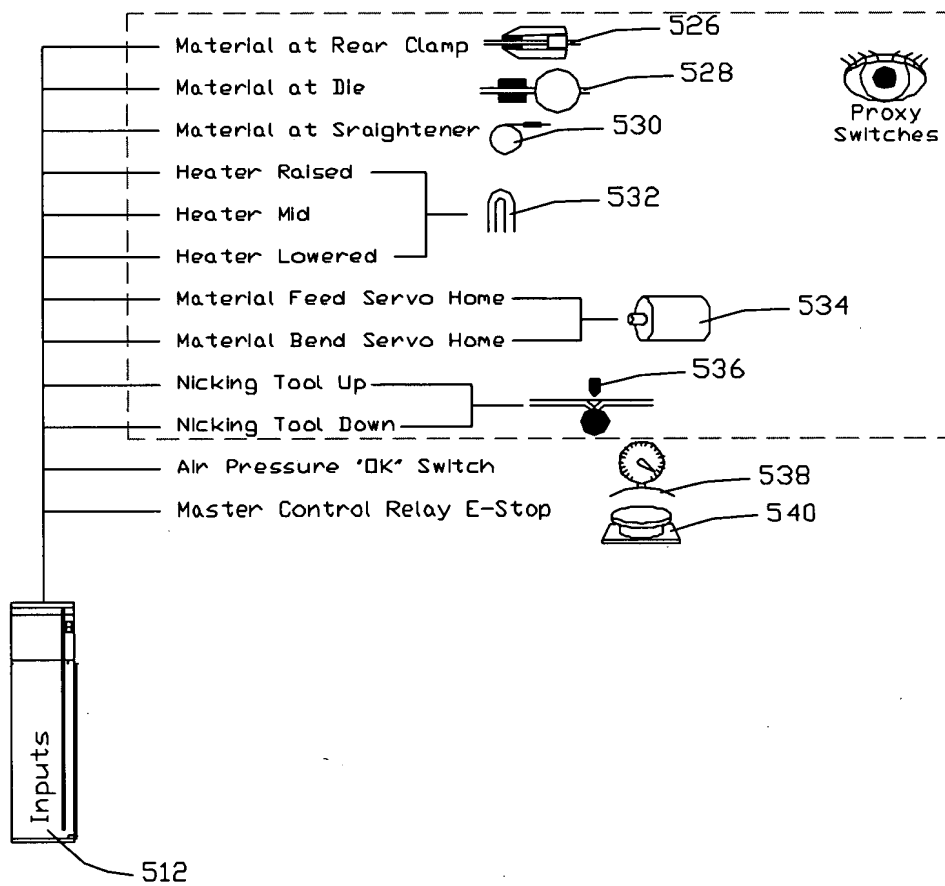 Material at Rear Clamp
526
Material at Die
528
Material at Sraightener
530
Proxy
Switches
Heater Raised
Heater Mid
532
Heater Lowered
Material Feed Servo Home
534
Material Bend Servo Home
Nicking Tool Up
536
Nicking Tool Down
Air Pressure "OK" Switch
538
Master Control Relay E-Stop
540
Inputs
512